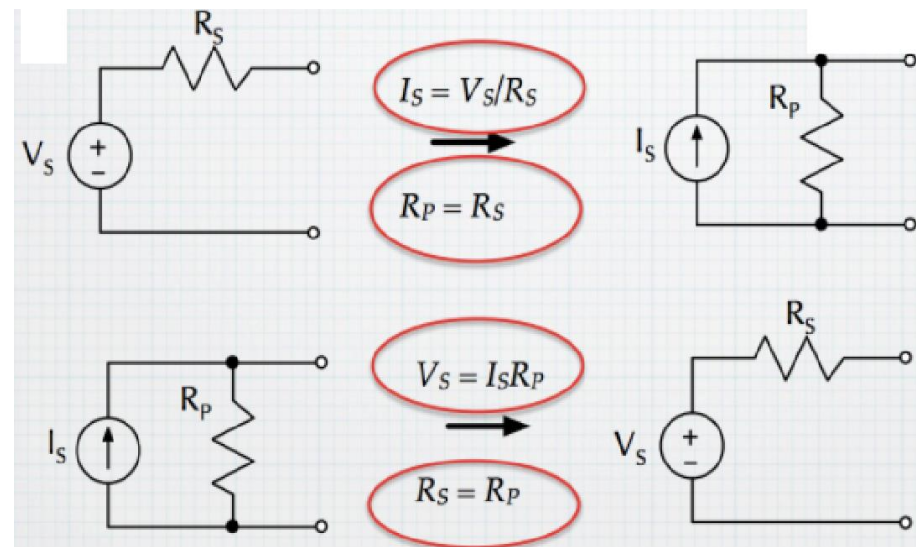 R_S
V_S
+
−
I_S = V_S/R_S
R_P = R_S
I_S
R_P
I_S
R_P
V_S = I_S R_P
R_S = R_P
R_S
V_S
+
−